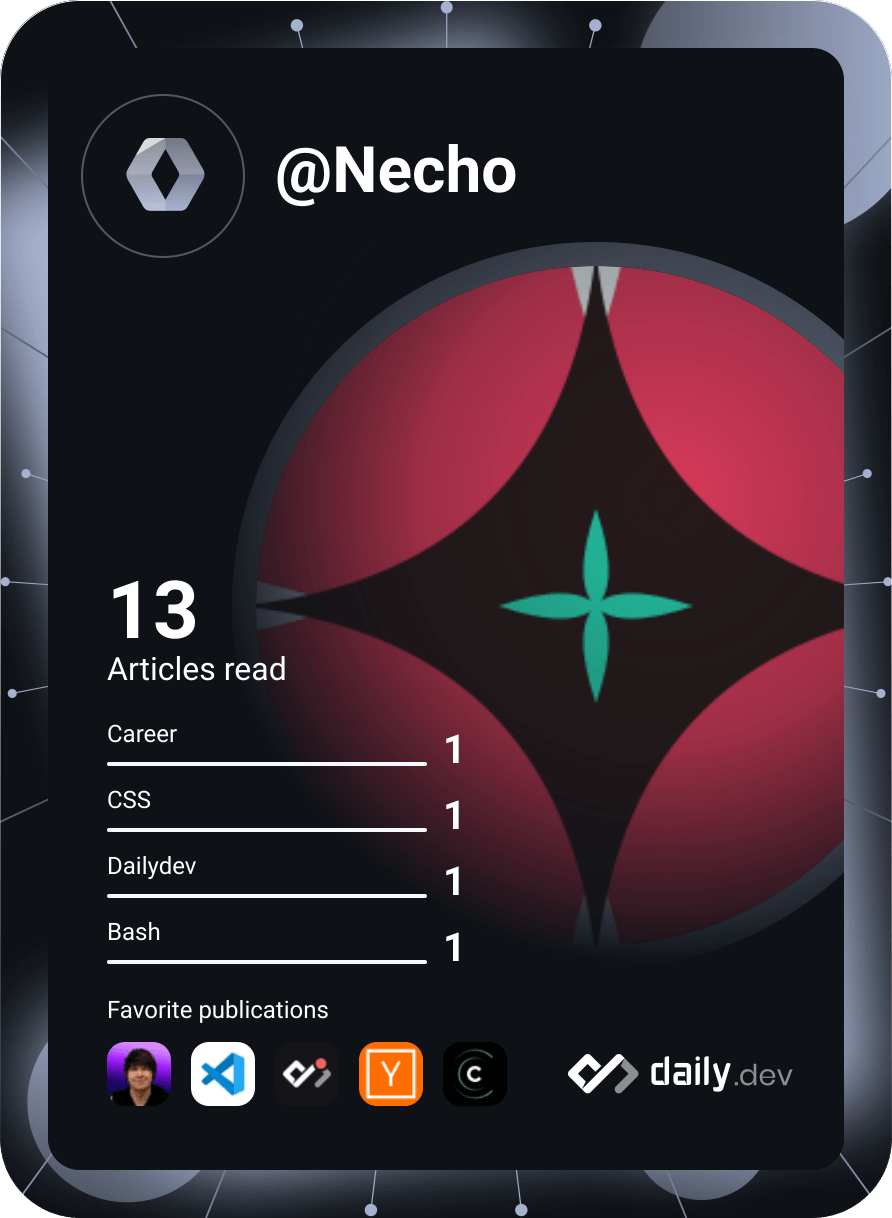 @Necho
13
Articles read
Career
1
CSS
1
Dailydev
1
Bash
1
Favorite publications
Y
C
daily.dev